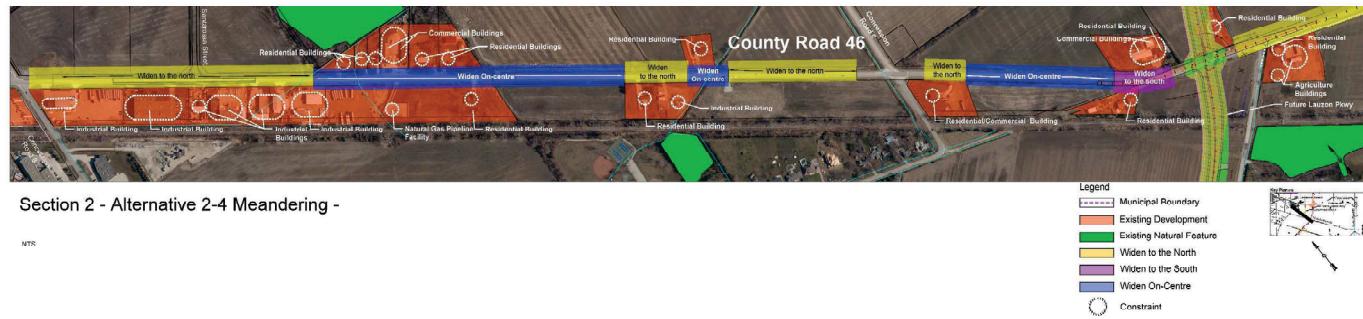 Santarossa Street
Residential Buildings
Commercial Buildings
Residential Buildings
Residential Building
County Road 46
Concession
Residential Building
Commercial Buildings
Residential Building
Residential
Building
Widen to the north
Widen On-centre
Widen
to the north
Widen
On-centre
Widen to the north
Widen to
the north
Widen On-centre
Widen
to the South
Agriculture
Buildings
Future Lauzon Pkwy
Industrial Building
Industrial Building
Industrial
Buildings
Industrial Building
Natural Gas Pipeline
Facility
Residential Building
Residential Building
Industrial Building
Residential/Commercial Building
Residential Building
Section 2 - Alternative 2-4 Meandering -
NTS
Legend
Municipal Boundary
Existing Development
Existing Natural Feature
Widen to the North
Widen to the South
Widen On-Centre
Constraint